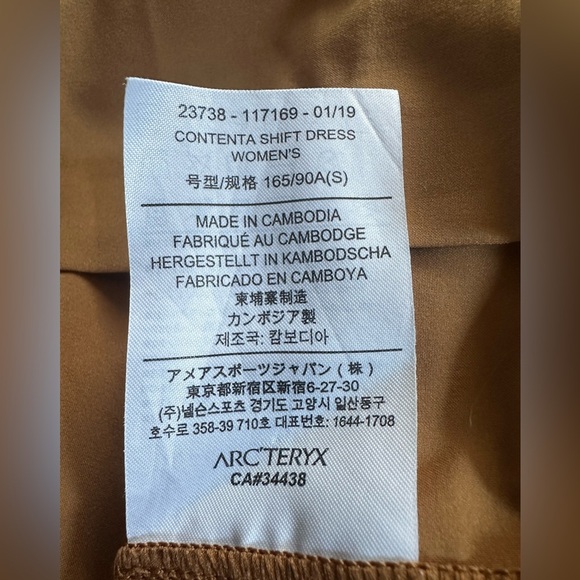 23738 - 117169 - 01/19
CONTENTA SHIFT DRESS
WOMEN'S
号型/规格 165/90A(S)
MADE IN CAMBODIA
FABRIQUÉ AU CAMBODGE
HERGESTELLT IN KAMBODSCHA
FABRICADO EN CAMBOYA
柬埔寨制造
カンボジア製
제조국: 캄보디아
アメアスポーツジャパン ( 株 )
東京都新宿区新宿6-27-30
(주)넬슨스포츠 경기도 고양시 일산동구
호수로 358-39 710호 대표번호: 1644-1708
ARC'TERYX
CA#34438